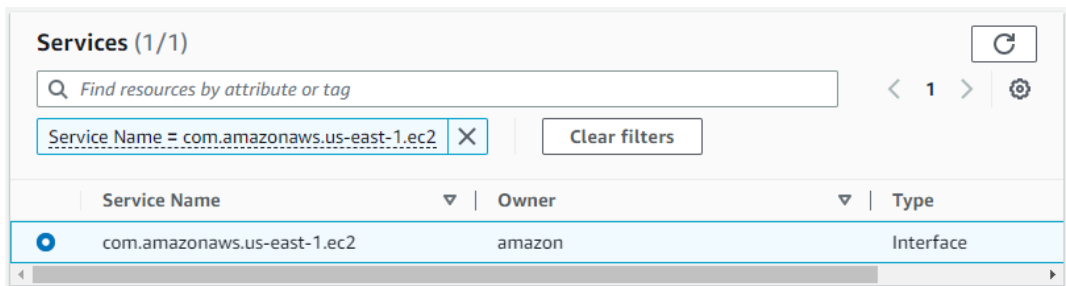 Services (1/1)
Find resources by attribute or tag
1
Service Name = com.amazonaws.us-east-1.ec2
Clear filters
Service Name Owner Type
com.amazonaws.us-east-1.ec2 amazon Interface